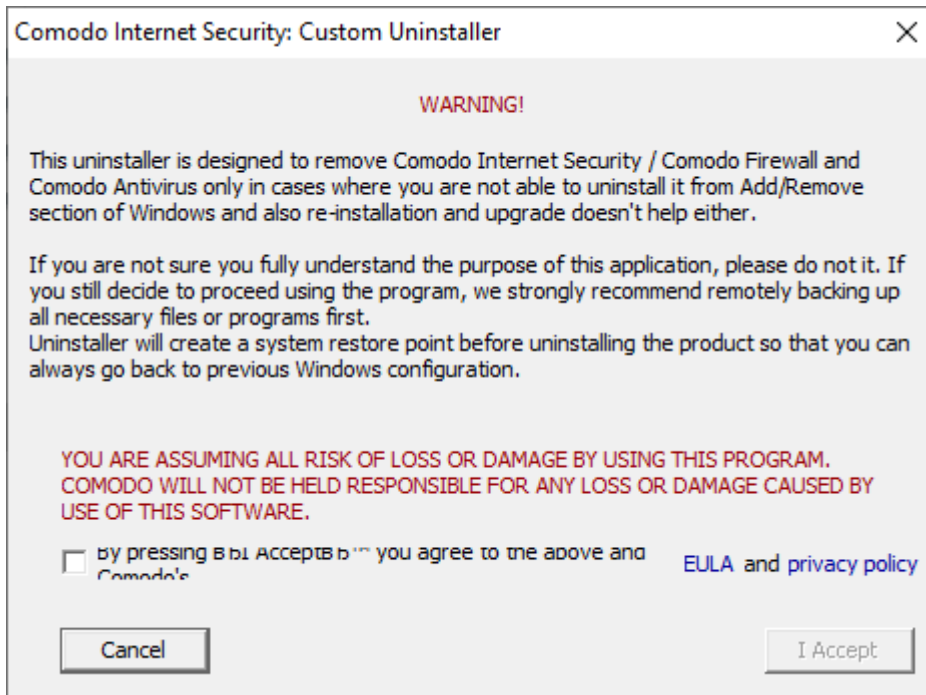 Comodo Internet Security: Custom Uninstaller
WARNING!
This uninstaller is designed to remove Comodo Internet Security / Comodo Firewall and
Comodo Antivirus only in cases where you are not able to uninstall it from Add/Remove
section of Windows and also re-installation and upgrade doesn't help either.
If you are not sure you fully understand the purpose of this application, please do not it. If
you still decide to proceed using the program, we strongly recommend remotely backing up
all necessary files or programs first.
Uninstaller will create a system restore point before uninstalling the product so that you can
always go back to previous Windows configuration.
YOU ARE ASSUMING ALL RISK OF LOSS OR DAMAGE BY USING THIS PROGRAM.
COMODO WILL NOT BE HELD RESPONSIBLE FOR ANY LOSS OR DAMAGE CAUSED BY
USE OF THIS SOFTWARE.
By pressing you agree to the above and
Comodo's
EULA and privacy policy
Cancel
I Accept